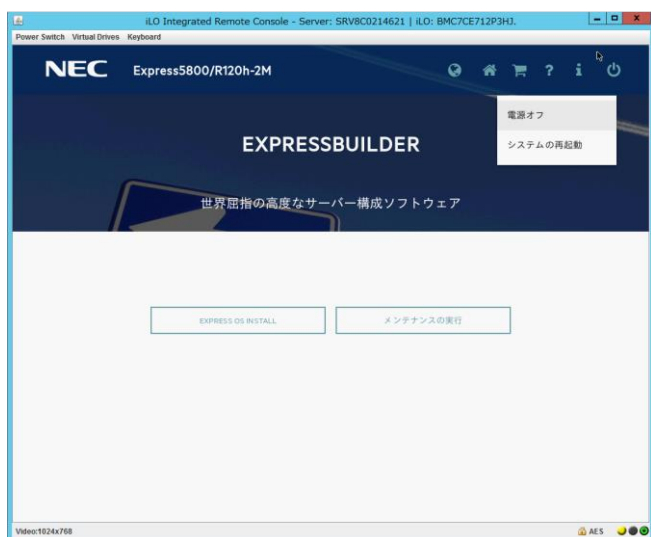 iLO Integrated Remote Console - Server: SRV8C0214621 | iLO: BMC7CE712P3HJ.
Power Switch Virtual Drives Keyboard
NEC Express5800/R120h-2M
電源オフ
システムの再起動
EXPRESSBUILDER
世界屈指の高度なサーバー構成ソフトウェア
EXPRESS OS INSTALL メンテナンスの実行
Video:1024x768 AES